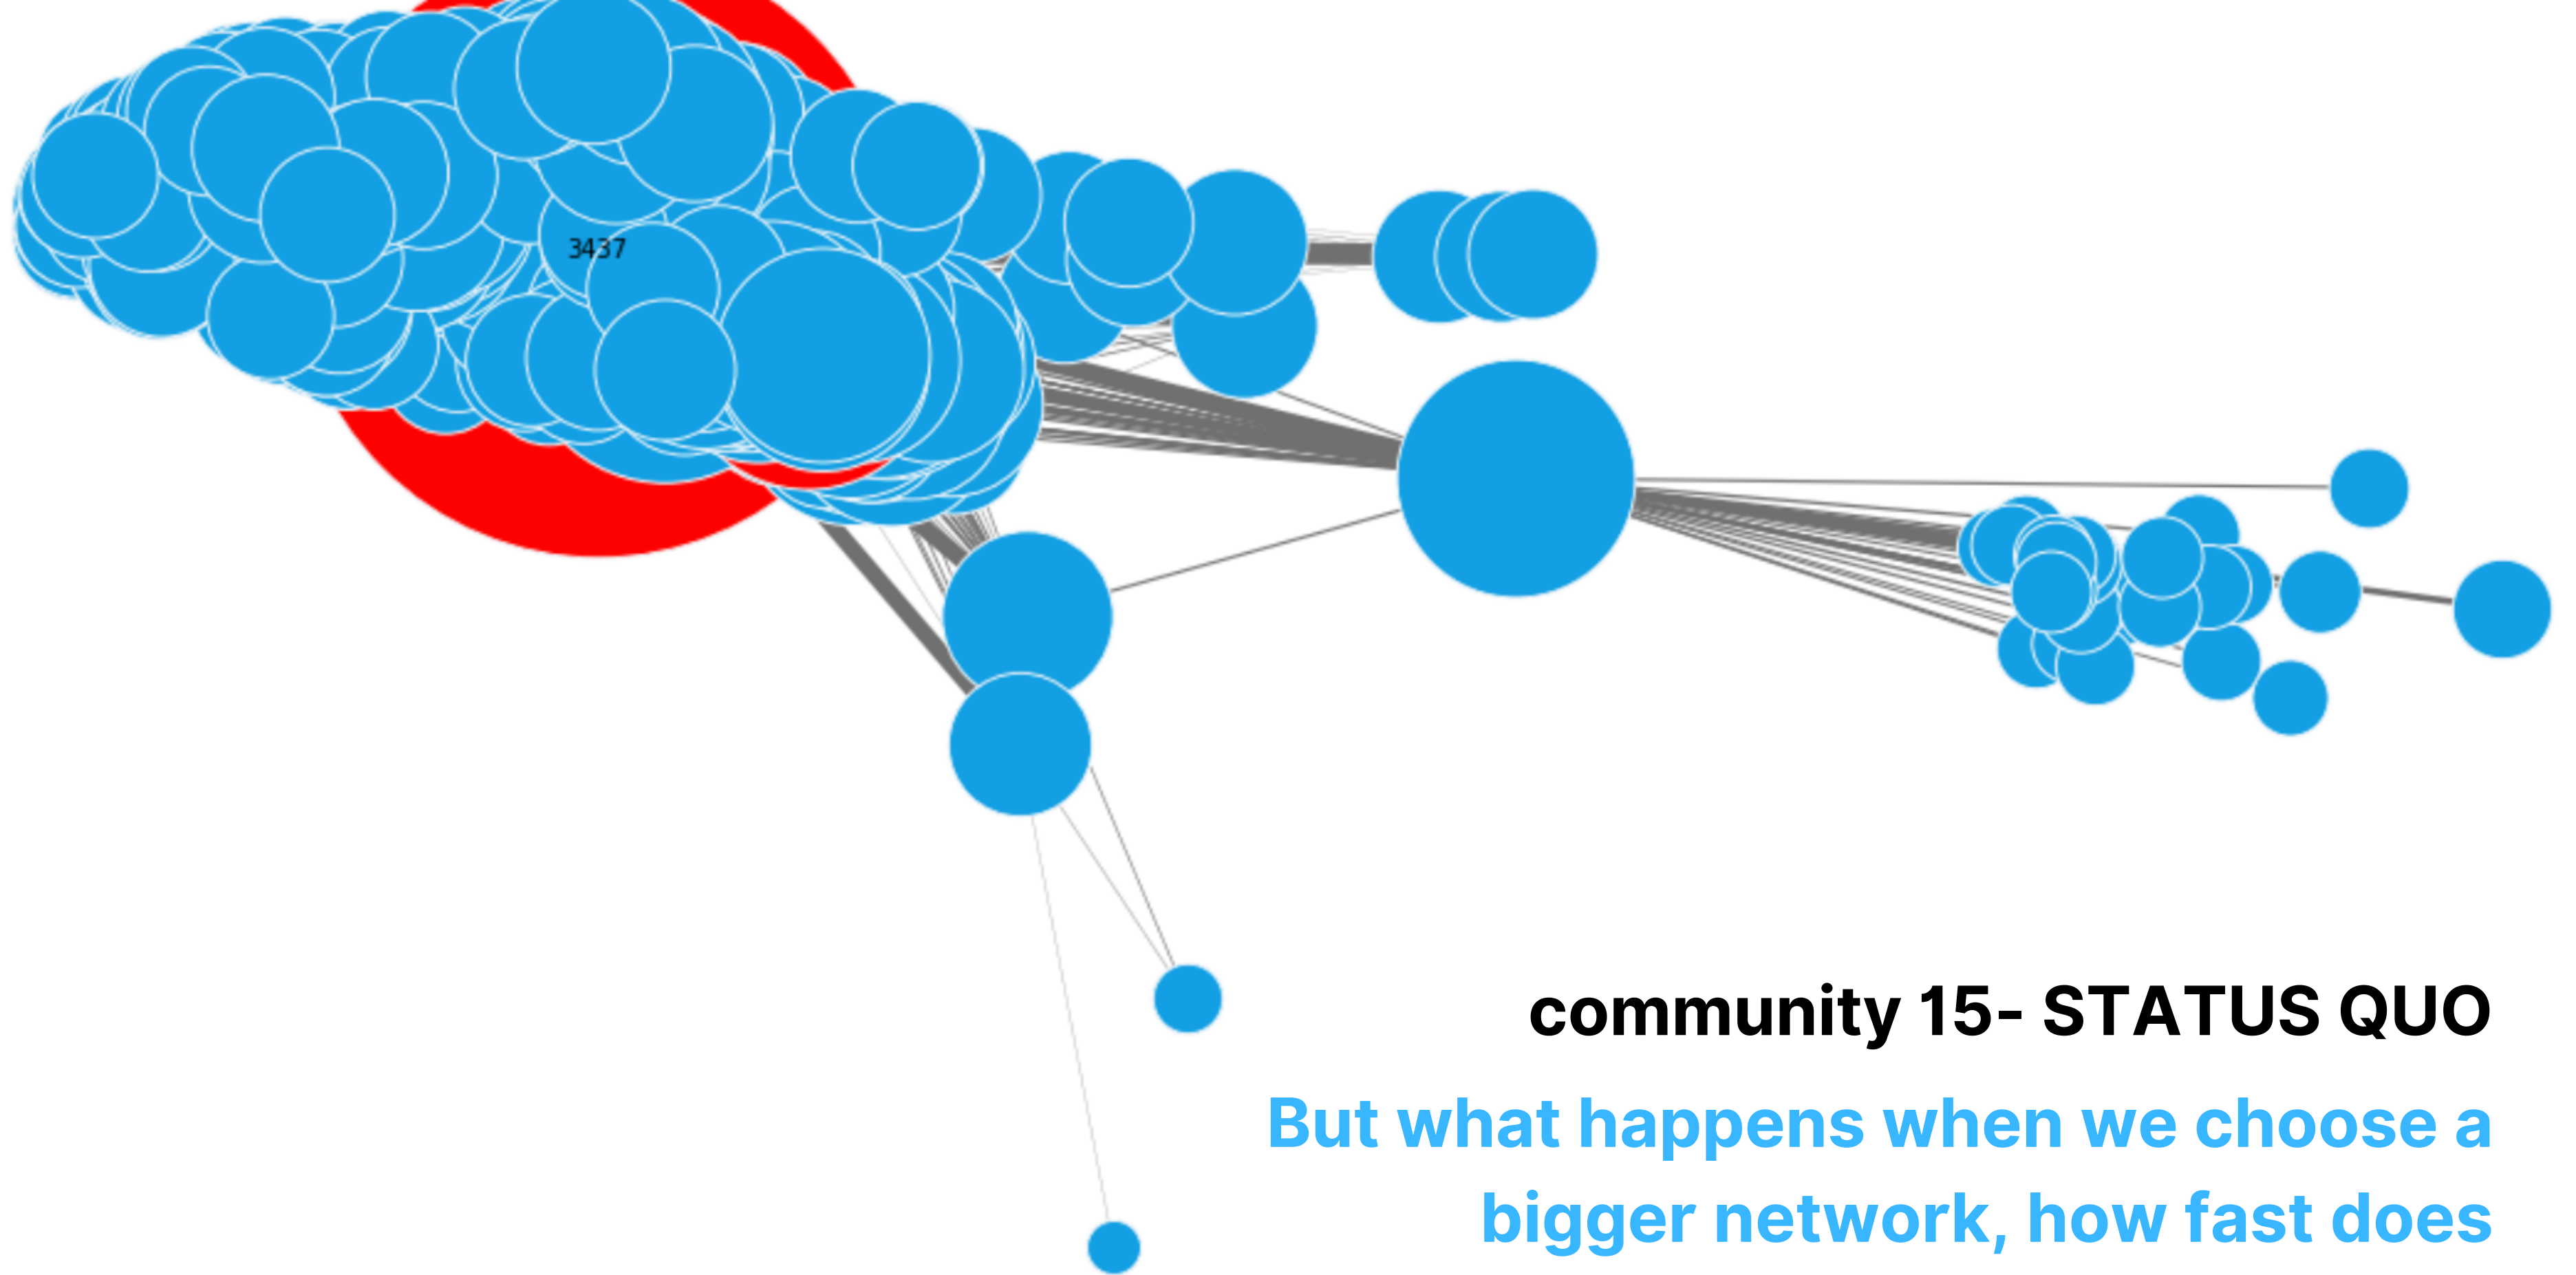 3437
community 15- STATUS QUO
But what happens when we choose a
bigger network, how fast does